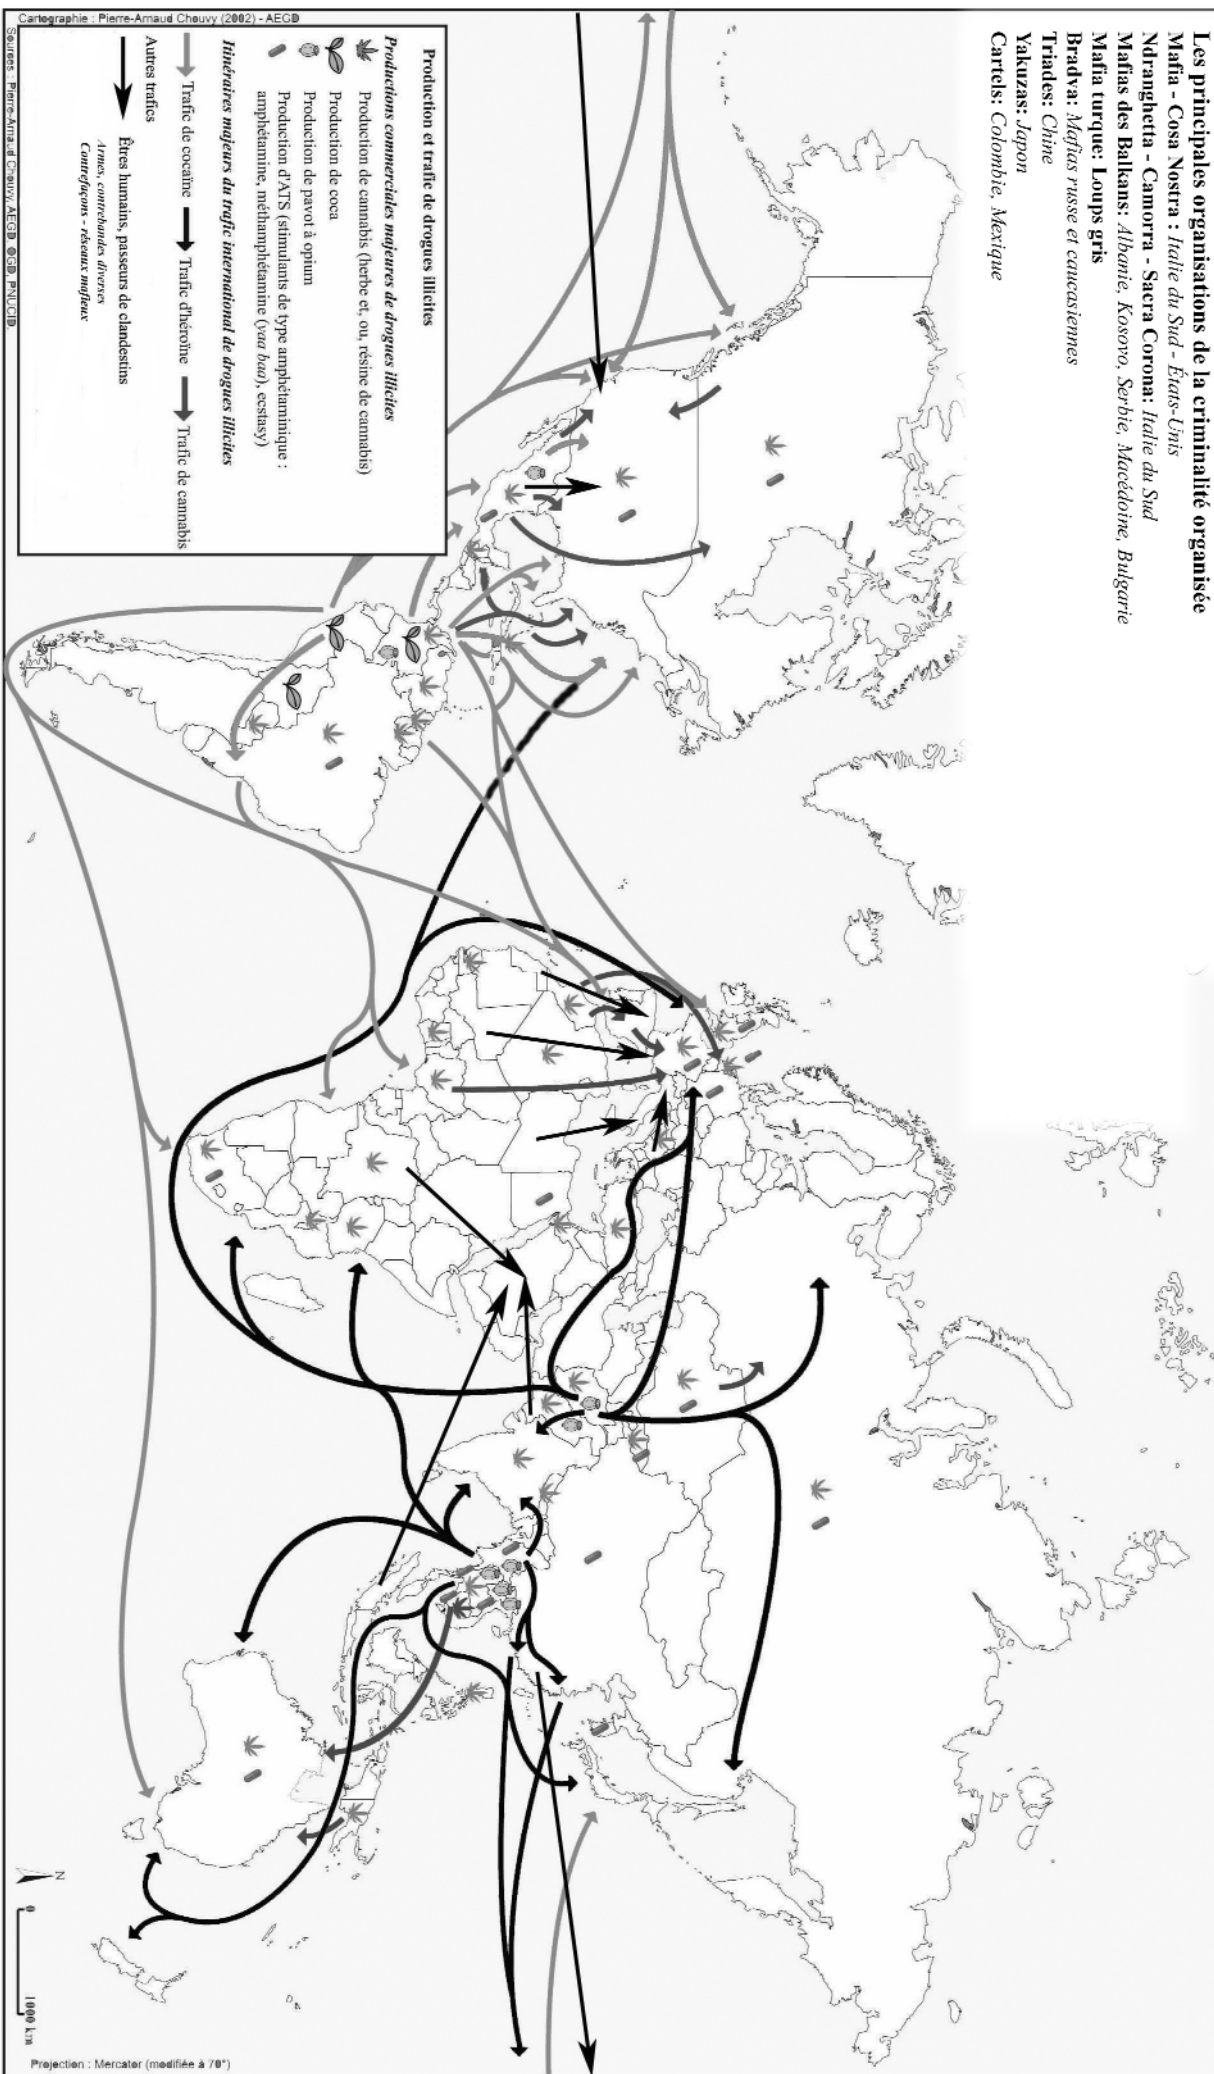 Les principales organisations de la criminalité organisée
Mafia - Cosa Nostra : Italie du Sud - États-Unis
Ndranghetta - Camorra - Sacra Corona: Italie du Sud
Mafias des Balkans: Albanie, Kosovo, Serbie, Macédoine, Bulgarie
Mafia turque: Loups gris
Bradva: Mafias russe et caucasiennes
Triades: Chine
Yakuzas: Japon
Cartels: Colombie, Mexique
Production et trafic de drogues illicites
Productions commerciales majeures de drogues illicites
Production de cannabis (herbe et, ou, résine de cannabis)
Production de coca
Production de pavot à opium
Production d'ATS (stimulants de type amphétaminique :
amphétamine, méthamphétamine (yaa baa), ecstasy)
Itinéraires majeurs du trafic international de drogues illicites
Trafic de cocaïne
Trafic d'héroïne
Trafic de cannabis
Autres trafics
Êtres humains, passeurs de clandestins
Armes, contrebandes diverses
Contrefaçons - réseaux mafieux
Cartographie : Pierre-Arnaud Chouvy (2002) - AEGD
Sources : Pierre-Arnaud Chouvy, AEGD, OGD, PNUCID.
N
0
1000 km
Projection : Mercator (modifiée à 70°)